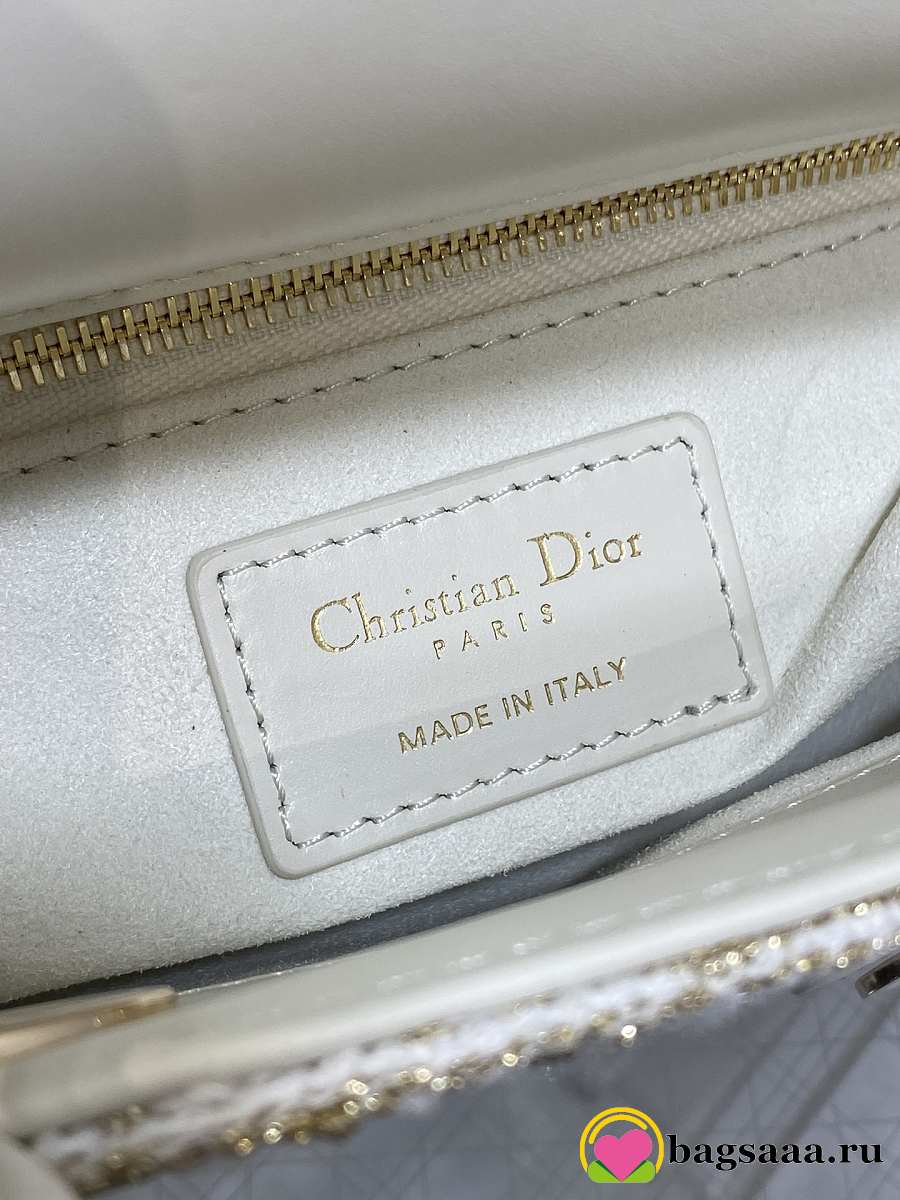 Christian Dior
PARIS
MADE IN ITALY
bagsaaa.ru